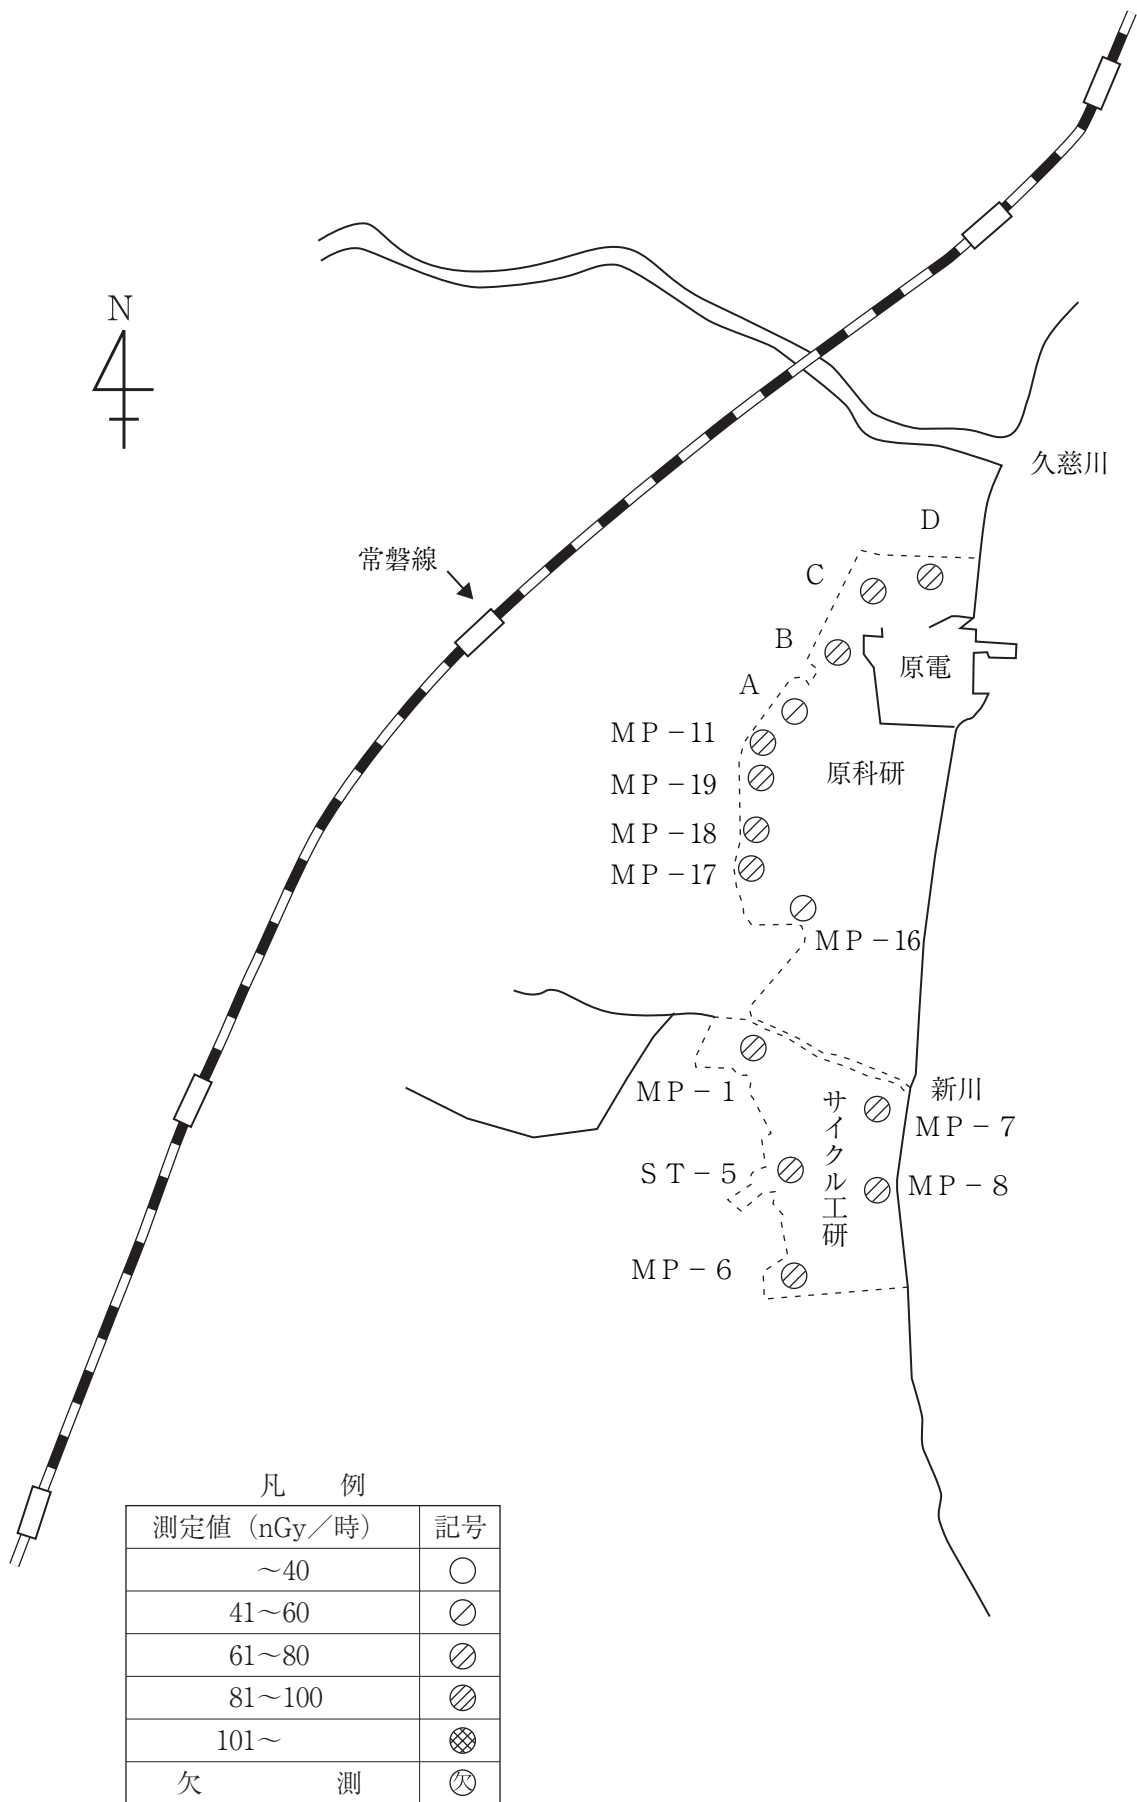 N
久慈川
D
常磐線
C
B
原電
A
MP-11
原科研
MP-19
MP-18
MP-17
MP-16
新川
MP-1
サイクル工研
MP-7
ST-5
MP-8
MP-6
凡 例
測定値(nGy/時) 記号
~40
41~60
61~80
81~100
101~
欠 測 欠